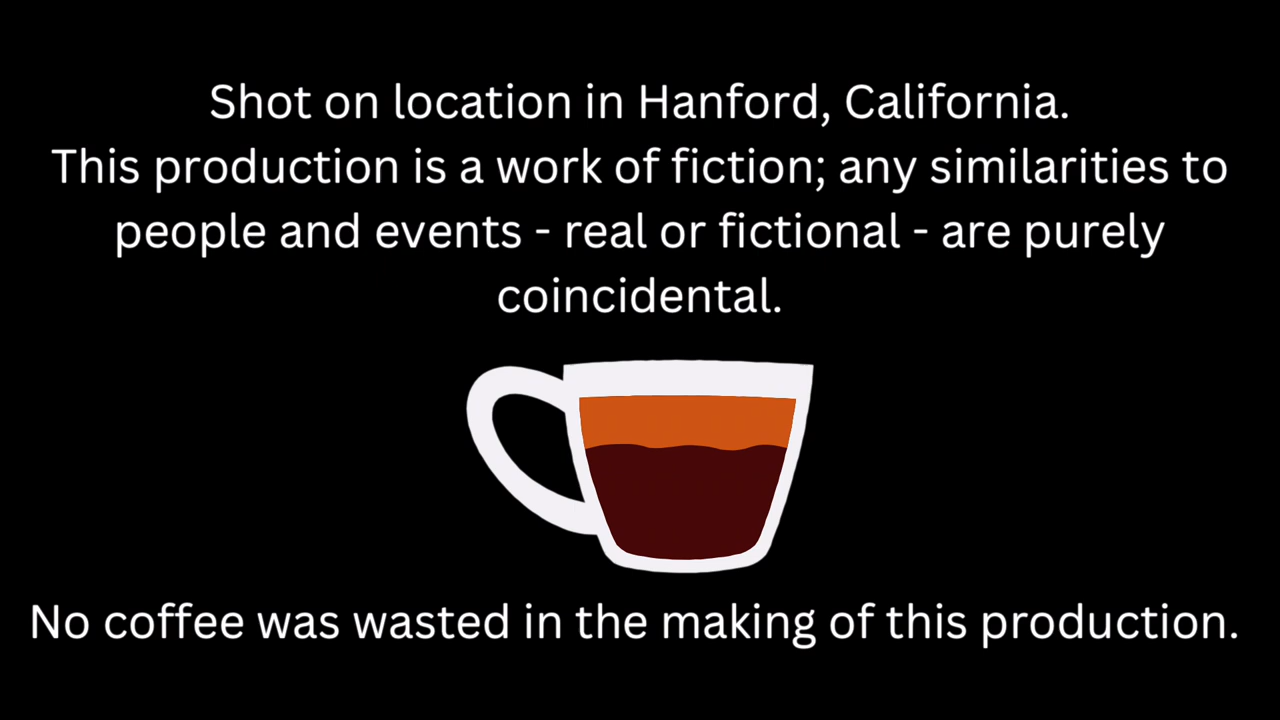 Shot on location in Hanford, California.
This production is a work of fiction; any similarities to
people and events - real or fictional - are purely
coincidental.
No coffee was wasted in the making of this production.